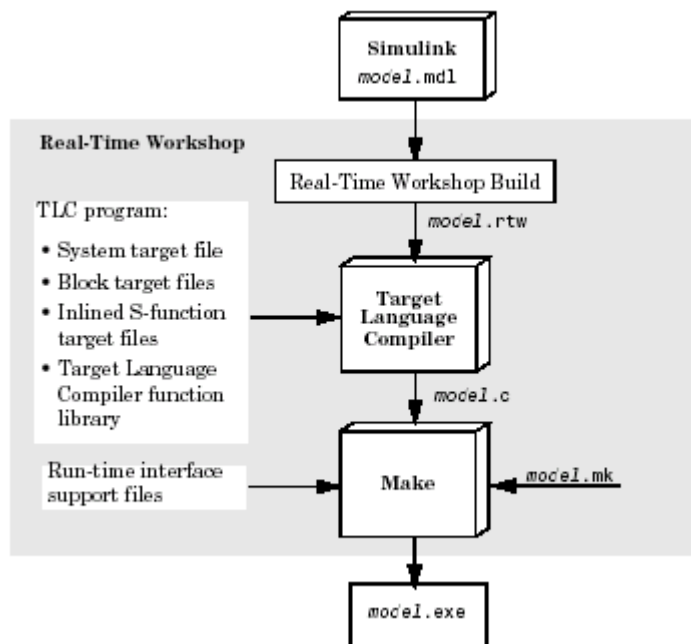 Simulink
model.mdl
Real-Time Workshop
Real-Time Workshop Build
model.rtw
TLC program:
• System target file
• Block target files
• Inlined S-function
target files
• Target Language
Compiler function
library
Target
Language
Compiler
model.c
Run-time interface
support files
Make
model.mk
model.exe